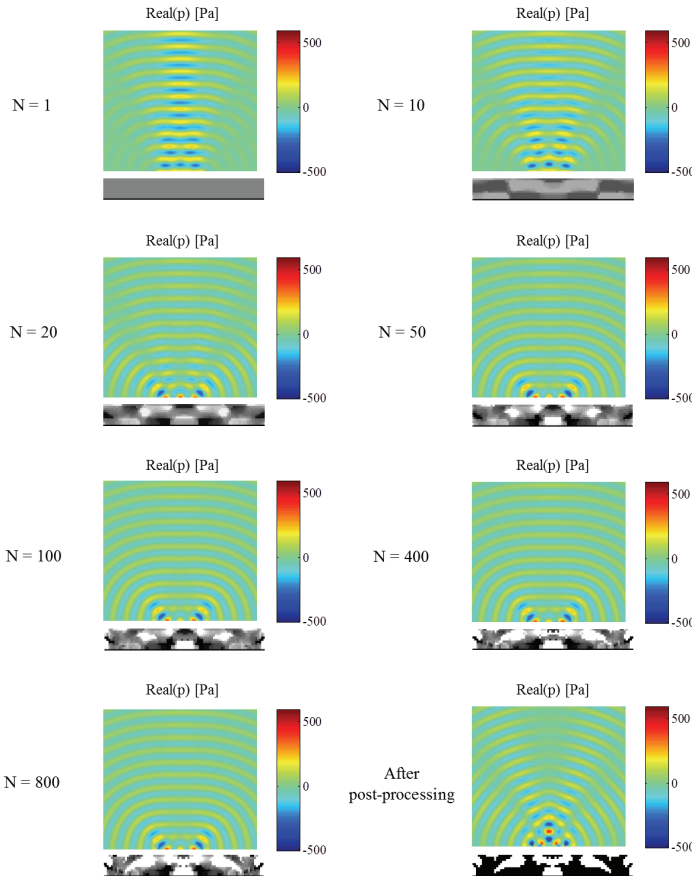 Real(p) [Pa]
Real(p) [Pa]
500
0
-500
500
0
-500
N = 1
N = 10
Real(p) [Pa]
Real(p) [Pa]
500
0
-500
500
0
-500
N = 20
N = 50
Real(p) [Pa]
Real(p) [Pa]
500
0
-500
500
0
-500
N = 100
N = 400
Real(p) [Pa]
Real(p) [Pa]
500
0
-500
500
0
-500
N = 800
After
post-processing